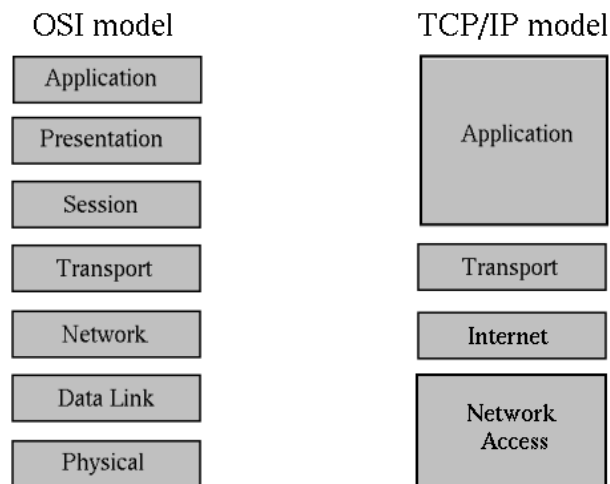 OSI model
Application
Presentation
Session
Transport
Network
Data Link
Physical
TCP/IP model
Application
Transport
Internet
Network
Access